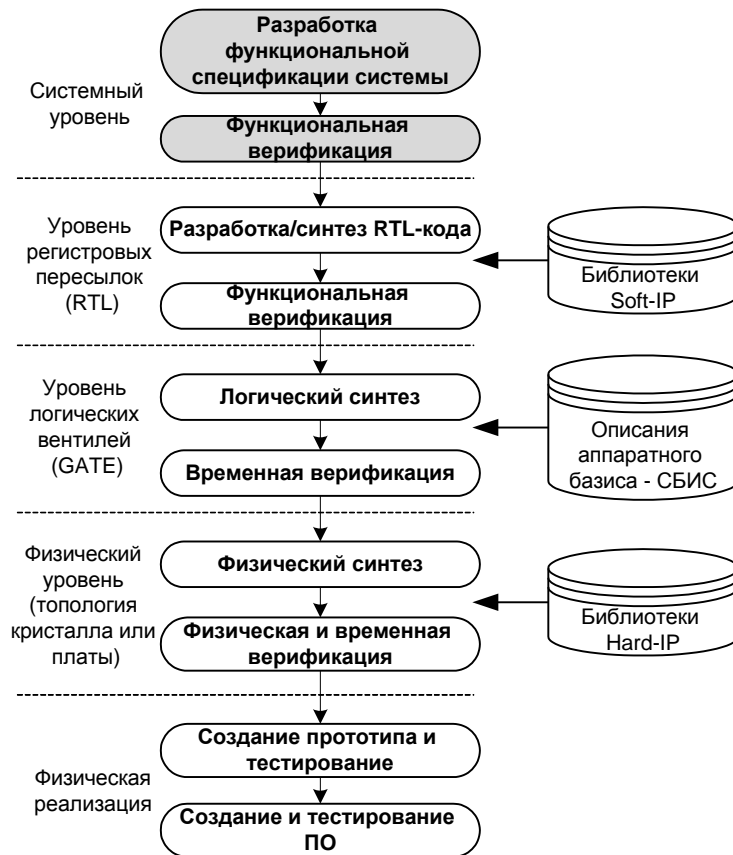 Разработка
функциональной
спецификации системы
Системный
уровень
Функциональная
верификация
Уровень
регистровых
пересылок
(RTL)
Разработка/синтез RTL-кода
Функциональная
верификация
Библиотеки
Soft-IP
Уровень
логических
вентилей
(GATE)
Логический синтез
Временная верификация
Описания
аппаратного
базиса - СБИС
Физический
уровень
(топология
кристалла или
платы)
Физический синтез
Физическая и временная
верификация
Библиотеки
Hard-IP
Физическая
реализация
Создание прототипа и
тестирование
Создание и тестирование
ПО